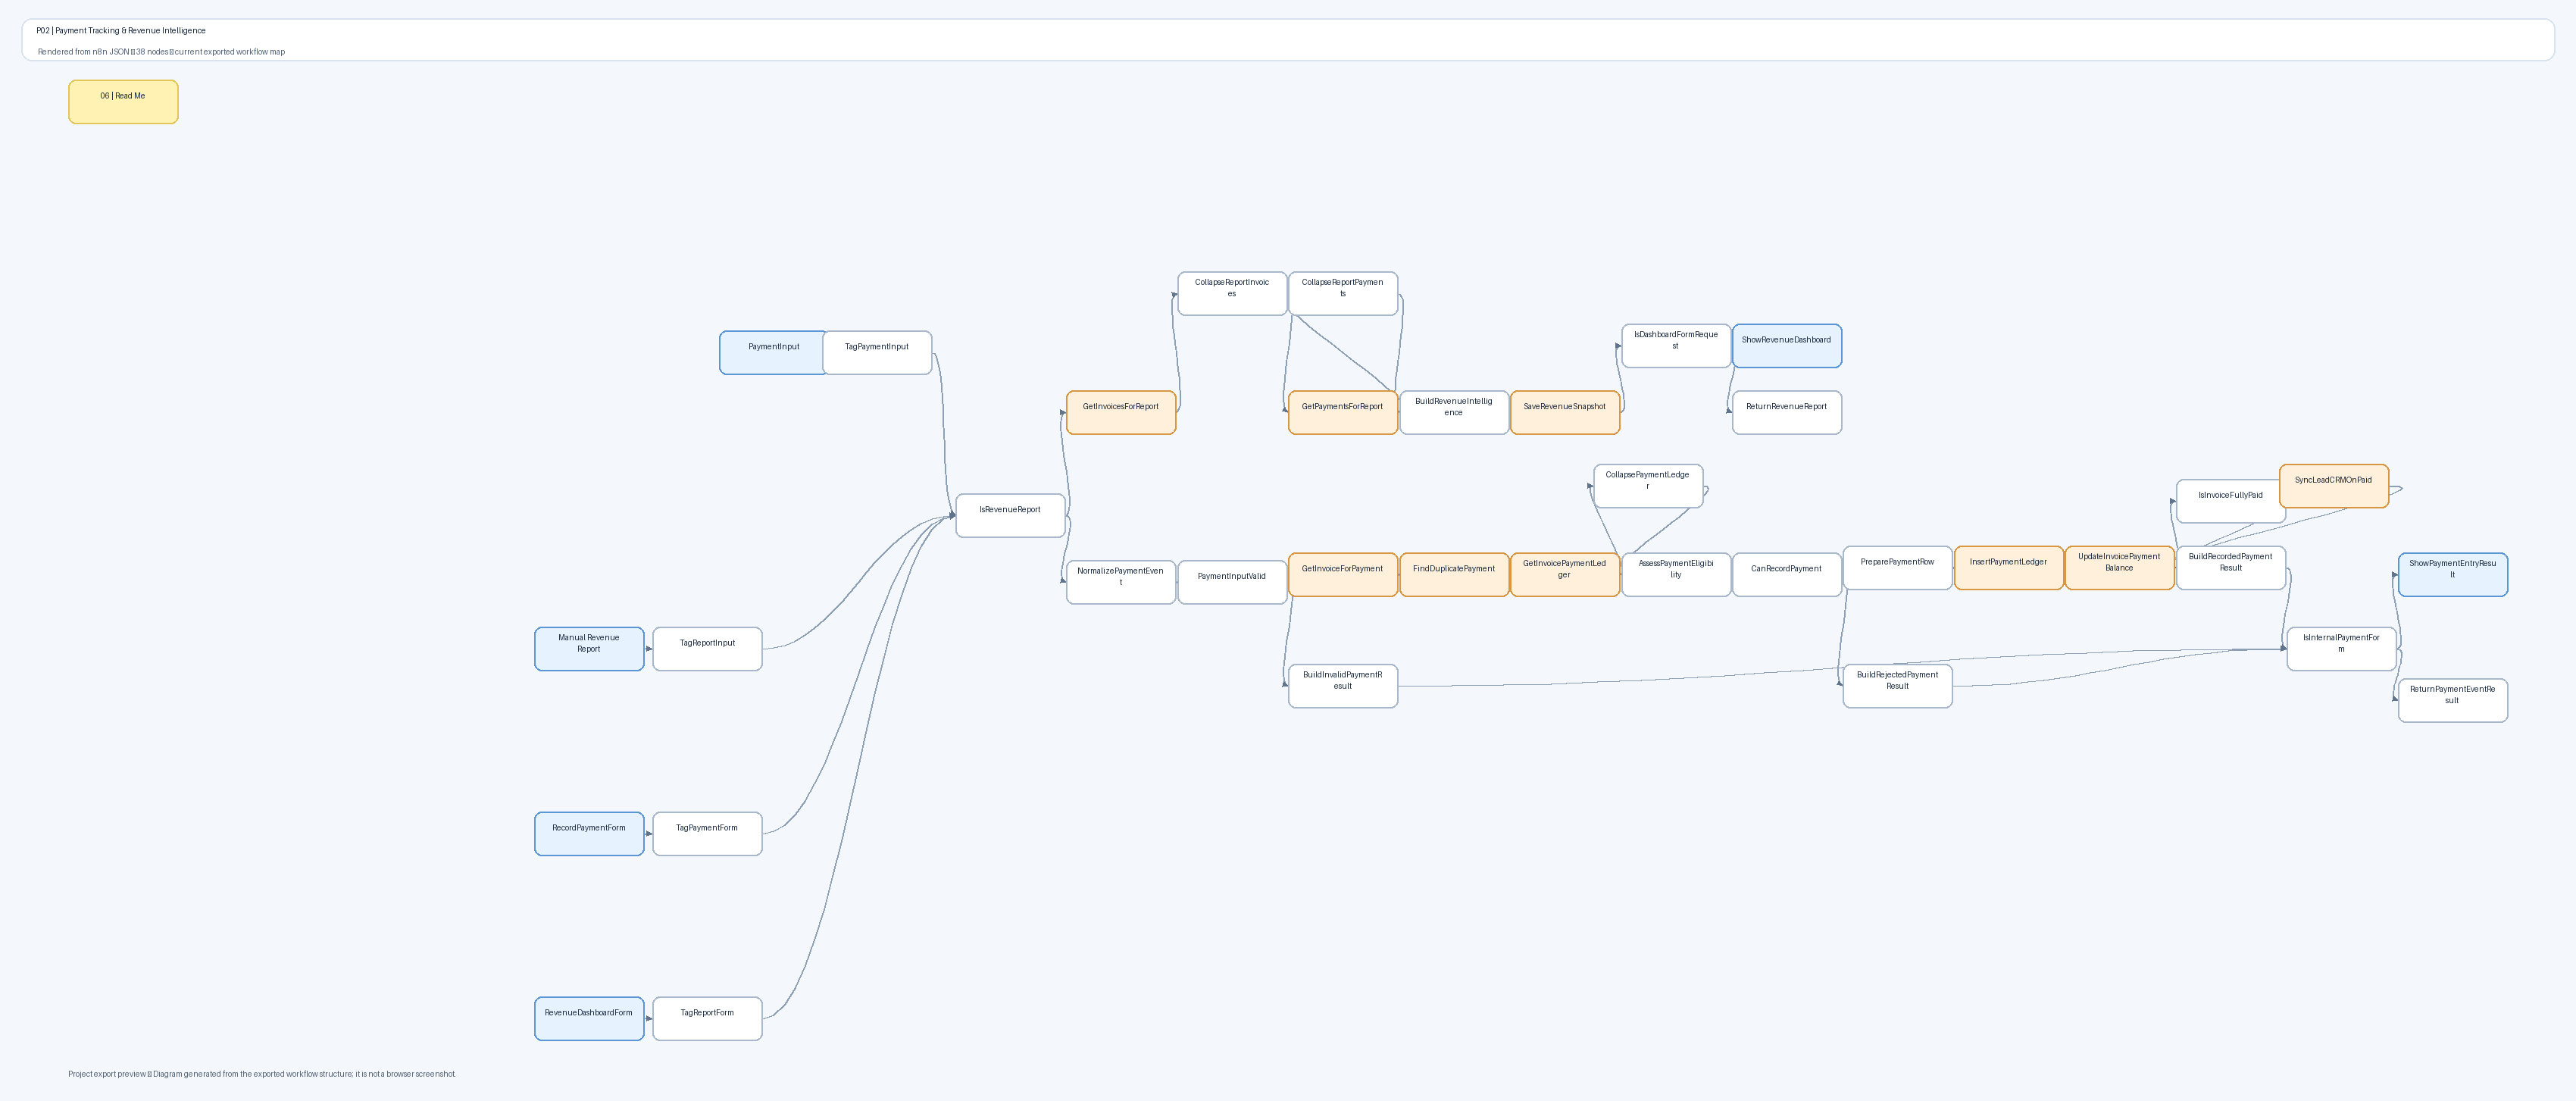 P02 | Payment Tracking & Revenue Intelligence
Rendered from n8n JSON ▯ 38 nodes ▯ current exported workflow map
06 | Read Me
CollapseReportInvoic
es
CollapseReportPaymen
ts
PaymentInput
TagPaymentInput
IsDashboardFormReque
st
ShowRevenueDashboard
GetInvoicesForReport
GetPaymentsForReport
BuildRevenueIntellig
ence
SaveRevenueSnapshot
ReturnRevenueReport
CollapsePaymentLedge
r
IsInvoiceFullyPaid
SyncLeadCRMOnPaid
IsRevenueReport
NormalizePaymentEven
t
PaymentInputValid
GetInvoiceForPayment
FindDuplicatePayment
GetInvoicePaymentLed
ger
AssessPaymentEligibi
lity
CanRecordPayment
PreparePaymentRow
InsertPaymentLedger
UpdateInvoicePayment
Balance
BuildRecordedPayment
Result
ShowPaymentEntryResu
lt
Manual Revenue
Report
TagReportInput
IsInternalPaymentFor
m
BuildInvalidPaymentR
esult
BuildRejectedPayment
Result
ReturnPaymentEventRe
sult
RecordPaymentForm
TagPaymentForm
RevenueDashboardForm
TagReportForm
Project export preview ▯ Diagram generated from the exported workflow structure; it is not a browser screenshot.